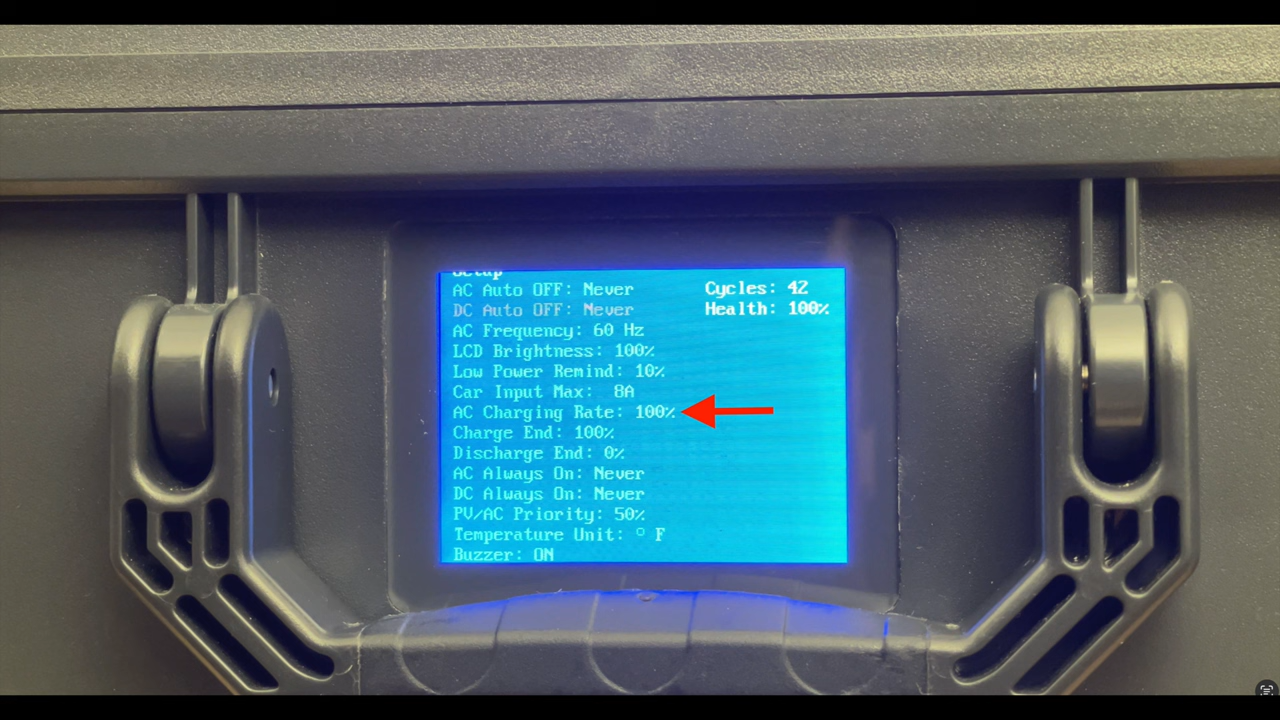 Setup
AC Auto OFF: Never
Cycles: 42
DC Auto OFF: Never
Health: 100%
AC Frequency: 60 Hz
LCD Brightness: 100%
Low Power Remind: 10%
Car Input Max: 8A
AC Charging Rate: 100%
Charge End: 100%
Discharge End: 0%
AC Always On: Never
DC Always On: Never
PV/AC Priority: 50%
Temperature Unit: ° F
Buzzer: ON